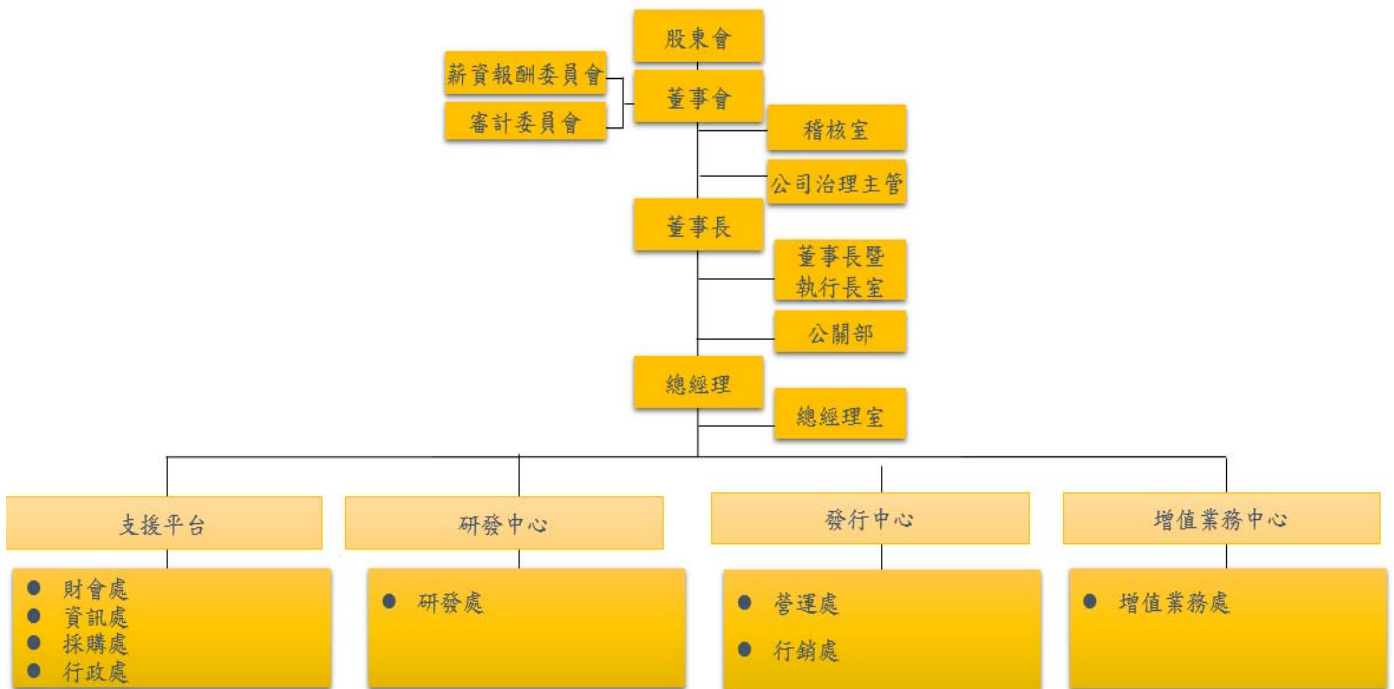 股東會
薪資報酬委員會
董事會
審計委員會
稽核室
公司治理主管
董事長
董事長暨
執行長室
公關部
總經理
總經理室
支援平台
研發中心
發行中心
增值業務中心
● 財會處
● 資訊處
● 採購處
● 行政處
● 研發處
● 營運處
● 行銷處
● 增值業務處